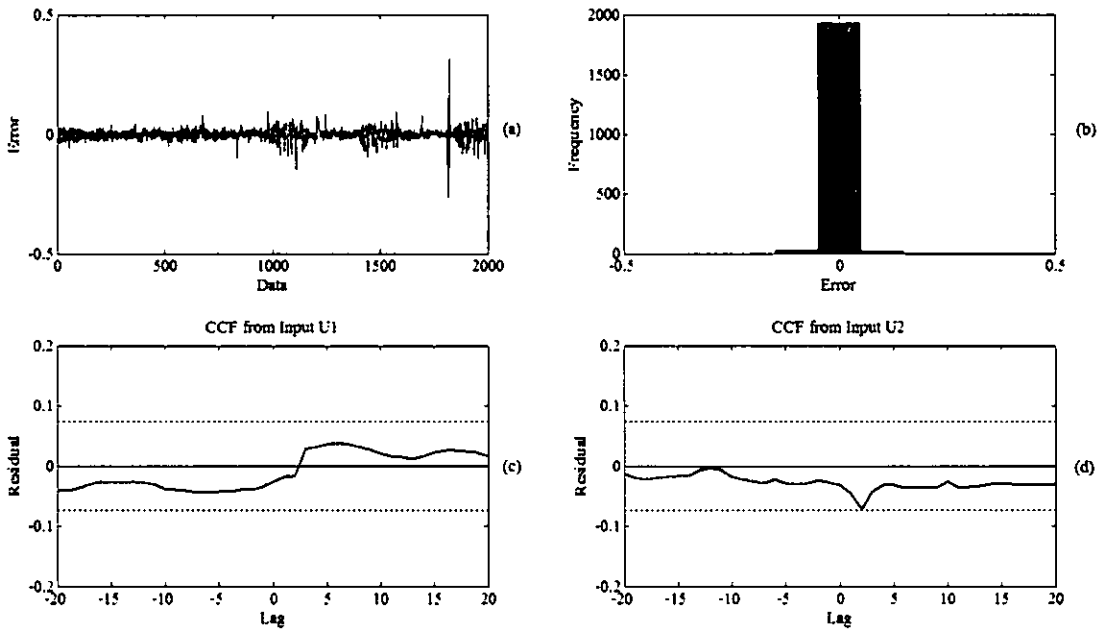 0.5
0
-0.5
Error
0 500 1000 1500 2000
Data
(a)
2000
1500
1000
500
0
Frequency
-0.5 0 0.5
Error
(b)
CCF from Input U1
0.2
0.1
0
-0.1
-0.2
Residual
-20 -15 -10 -5 0 5 10 15 20
Lag
(c)
CCF from Input U2
0.2
0.1
0
-0.1
-0.2
Residual
-20 -15 -10 -5 0 5 10 15 20
Lag
(d)